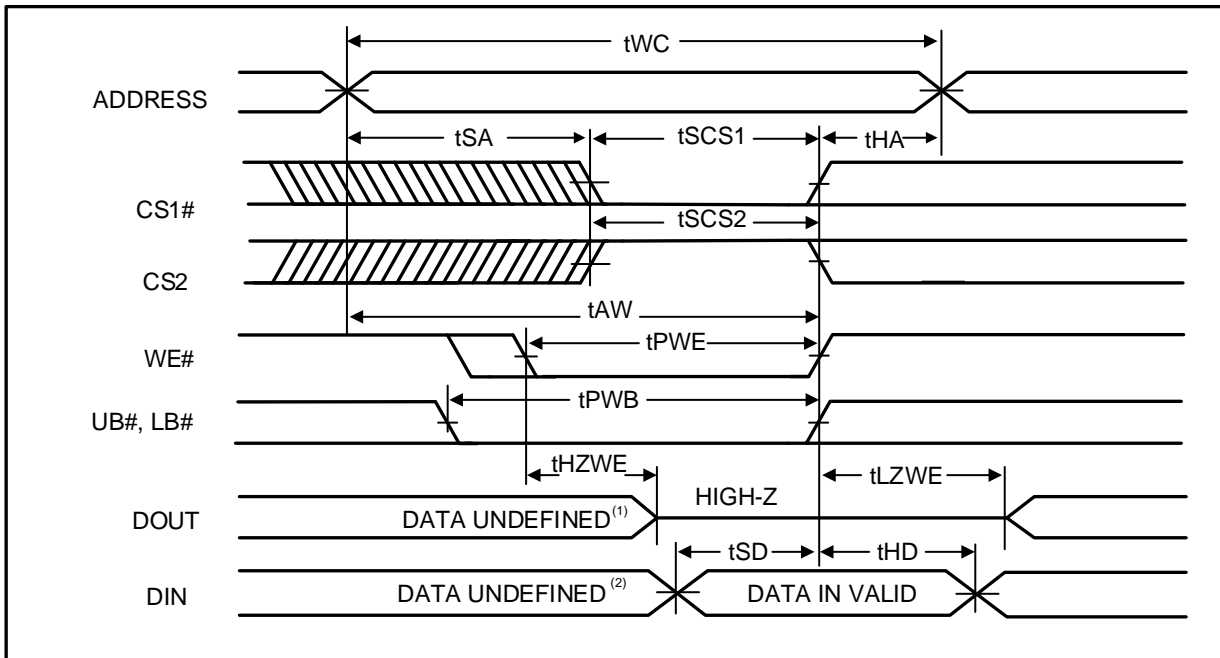 tWC
ADDRESS
tSA
tSCS1
tHA
CS1#
tSCS2
CS2
tAW
WE#
tPWE
tPWB
UB#, LB#
tHZWE
tLZWE
HIGH-Z
DOUT
DATA UNDEFINED(1)
tSD
tHD
DIN
DATA UNDEFINED(2)
DATA IN VALID